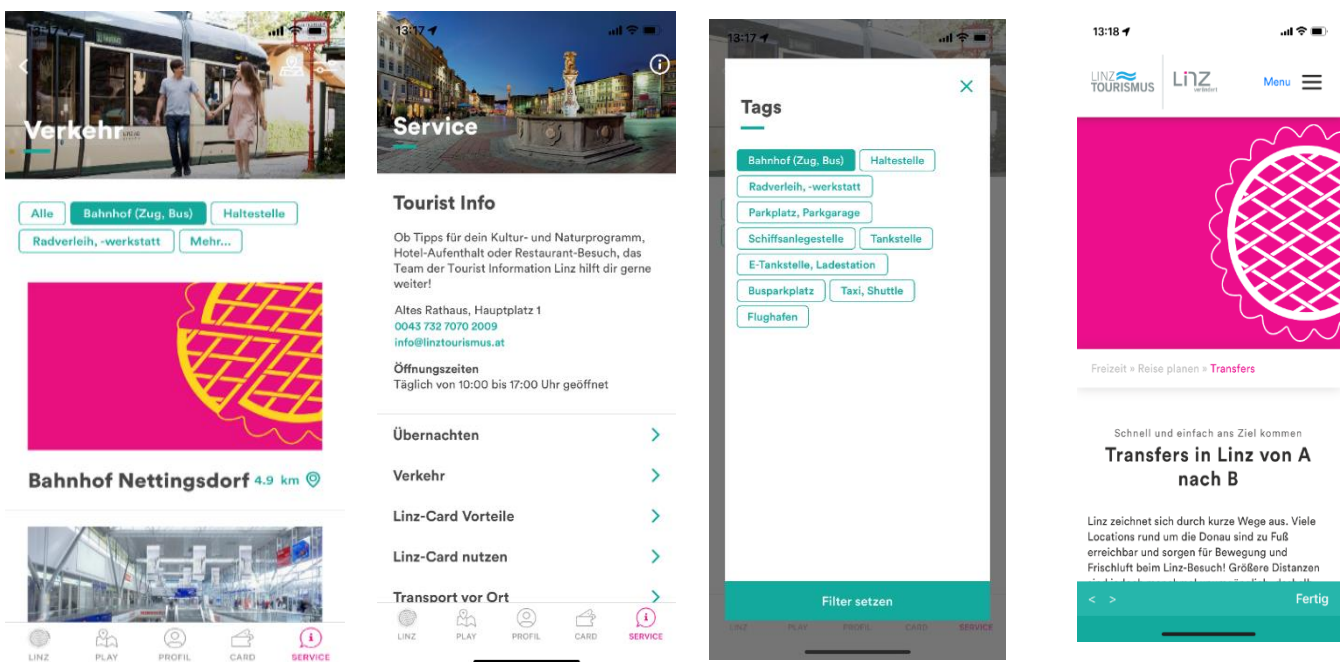 13:17
Verkehr
Alle
Bahnhof (Zug, Bus)
Haltestelle
Radverleih, -werkstatt
Mehr...
Bahnhof Nettingsdorf 4.9 km
LINZ
PLAY
PROFIL
CARD
SERVICE
13:17
Service
Tourist Info
Ob Tipps für dein Kultur- und Naturprogramm,
Hotel-Aufenthalt oder Restaurant-Besuch, das
Team der Tourist Information Linz hilft dir gerne
weiter!
Altes Rathaus, Hauptplatz 1
0043 732 7070 2009
info@linztourismus.at
Öffnungszeiten
Täglich von 10:00 bis 17:00 Uhr geöffnet
Übernachten
Verkehr
Linz-Card Vorteile
Linz-Card nutzen
Transport vor Ort
LINZ
PLAY
PROFIL
CARD
SERVICE
13:17
Tags
Bahnhof (Zug, Bus)
Haltestelle
Radverleih, -werkstatt
Parkplatz, Parkgarage
Schiffsanlegestelle
Tankstelle
E-Tankstelle, Ladestation
Busparkplatz
Taxi, Shuttle
Flughafen
Filter setzen
LINZ
PLAY
PROFIL
CARD
SERVICE
13:18
LINZ
TOURISMUS
Linz
verändert
Menu
Freizeit » Reise planen » Transfers
Schnell und einfach ans Ziel kommen
Transfers in Linz von A
nach B
Linz zeichnet sich durch kurze Wege aus. Viele
Locations rund um die Donau sind zu Fuß
erreichbar und sorgen für Bewegung und
Frischluft beim Linz-Besuch! Größere Distanzen
< >
Fertig